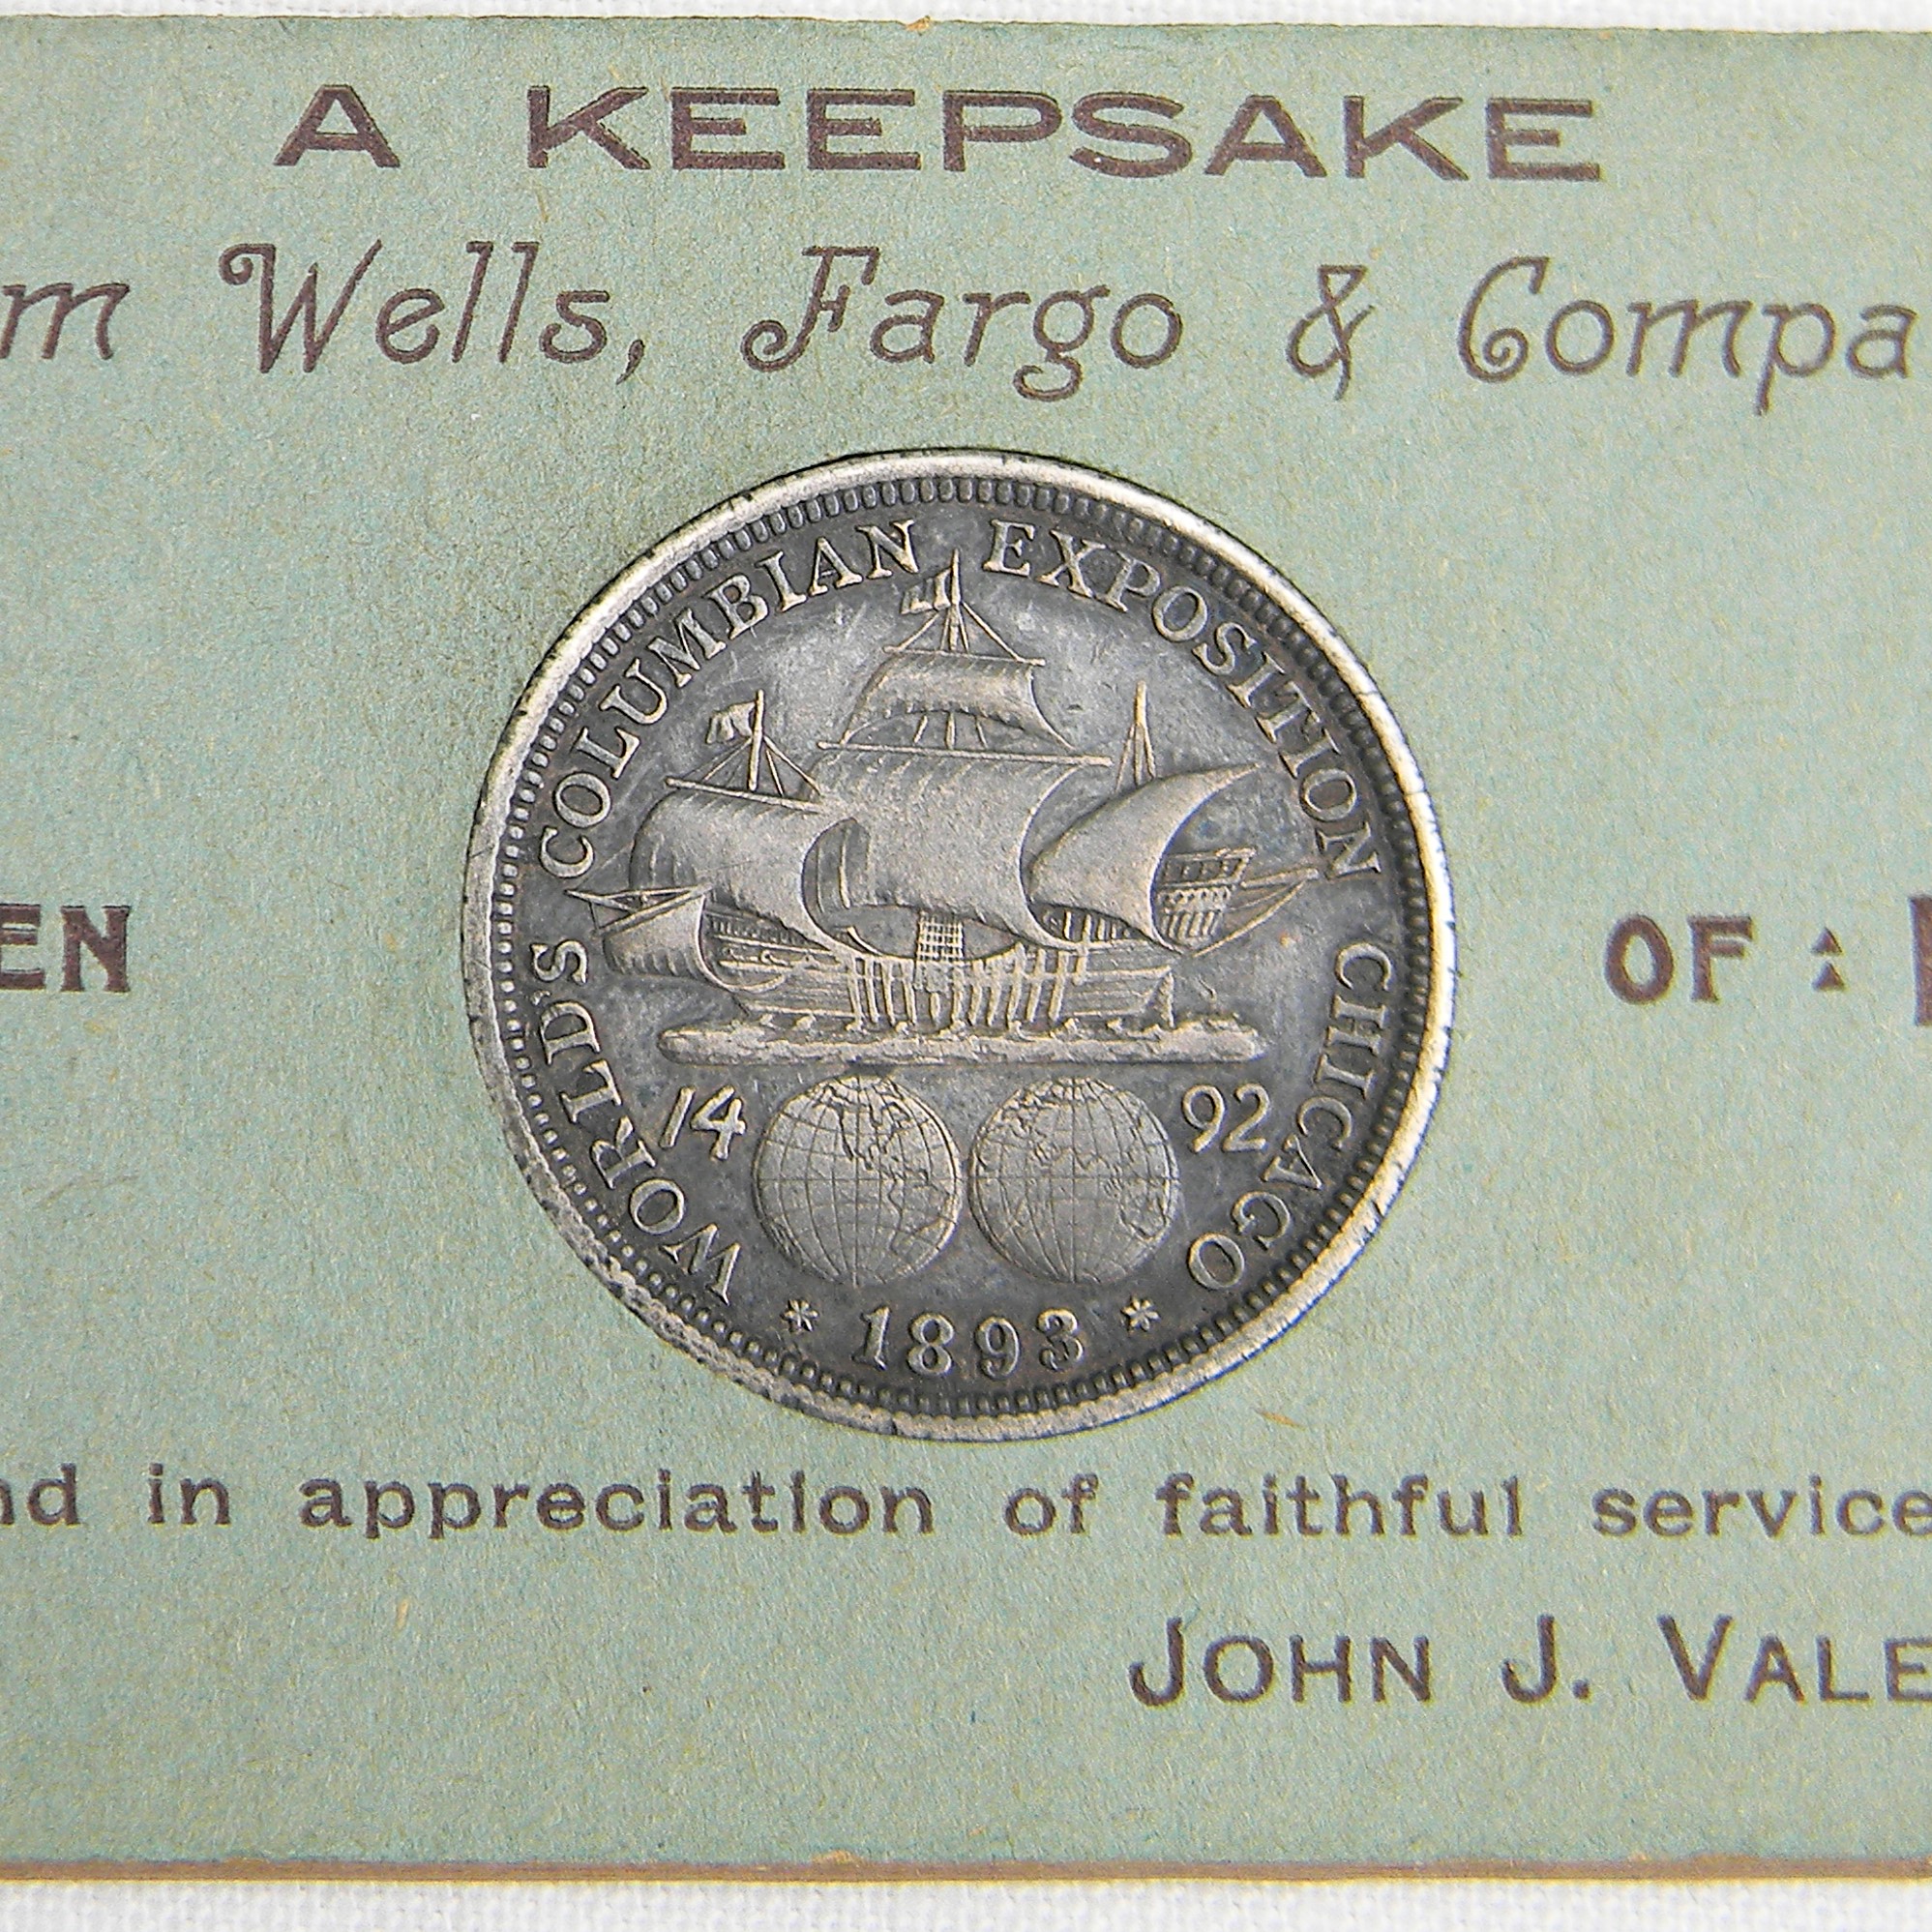 A KEEPSAKE
m Wells, Fargo & Compa
WORLD'S COLUMBIAN EXPOSITION CHICAGO
14 92
* 1893 *
EN OF :
nd in appreciation of faithful service
JOHN J. VALE